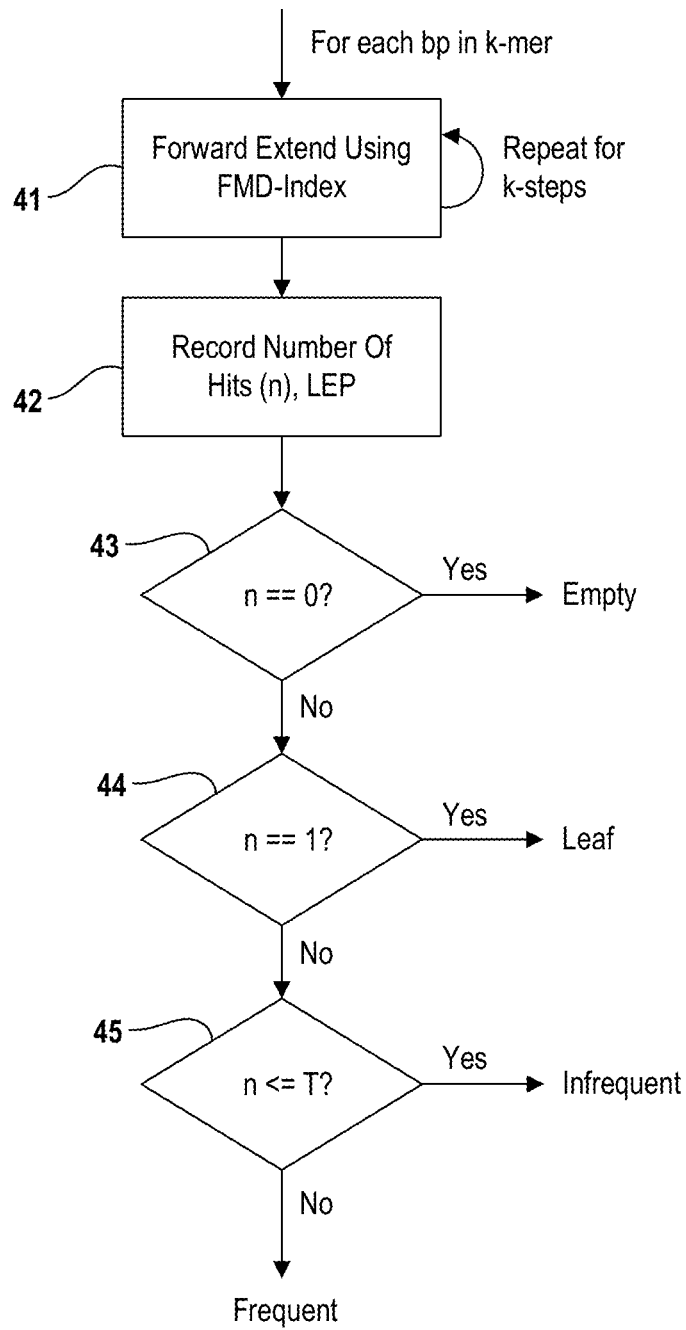 For each bp in k-mer
Forward Extend Using
FMD-Index
Repeat for
k-steps
41
Record Number Of
Hits (n), LEP
42
43
n == 0?
Yes
Empty
No
44
n == 1?
Yes
Leaf
No
45
n <= T?
Yes
Infrequent
No
Frequent